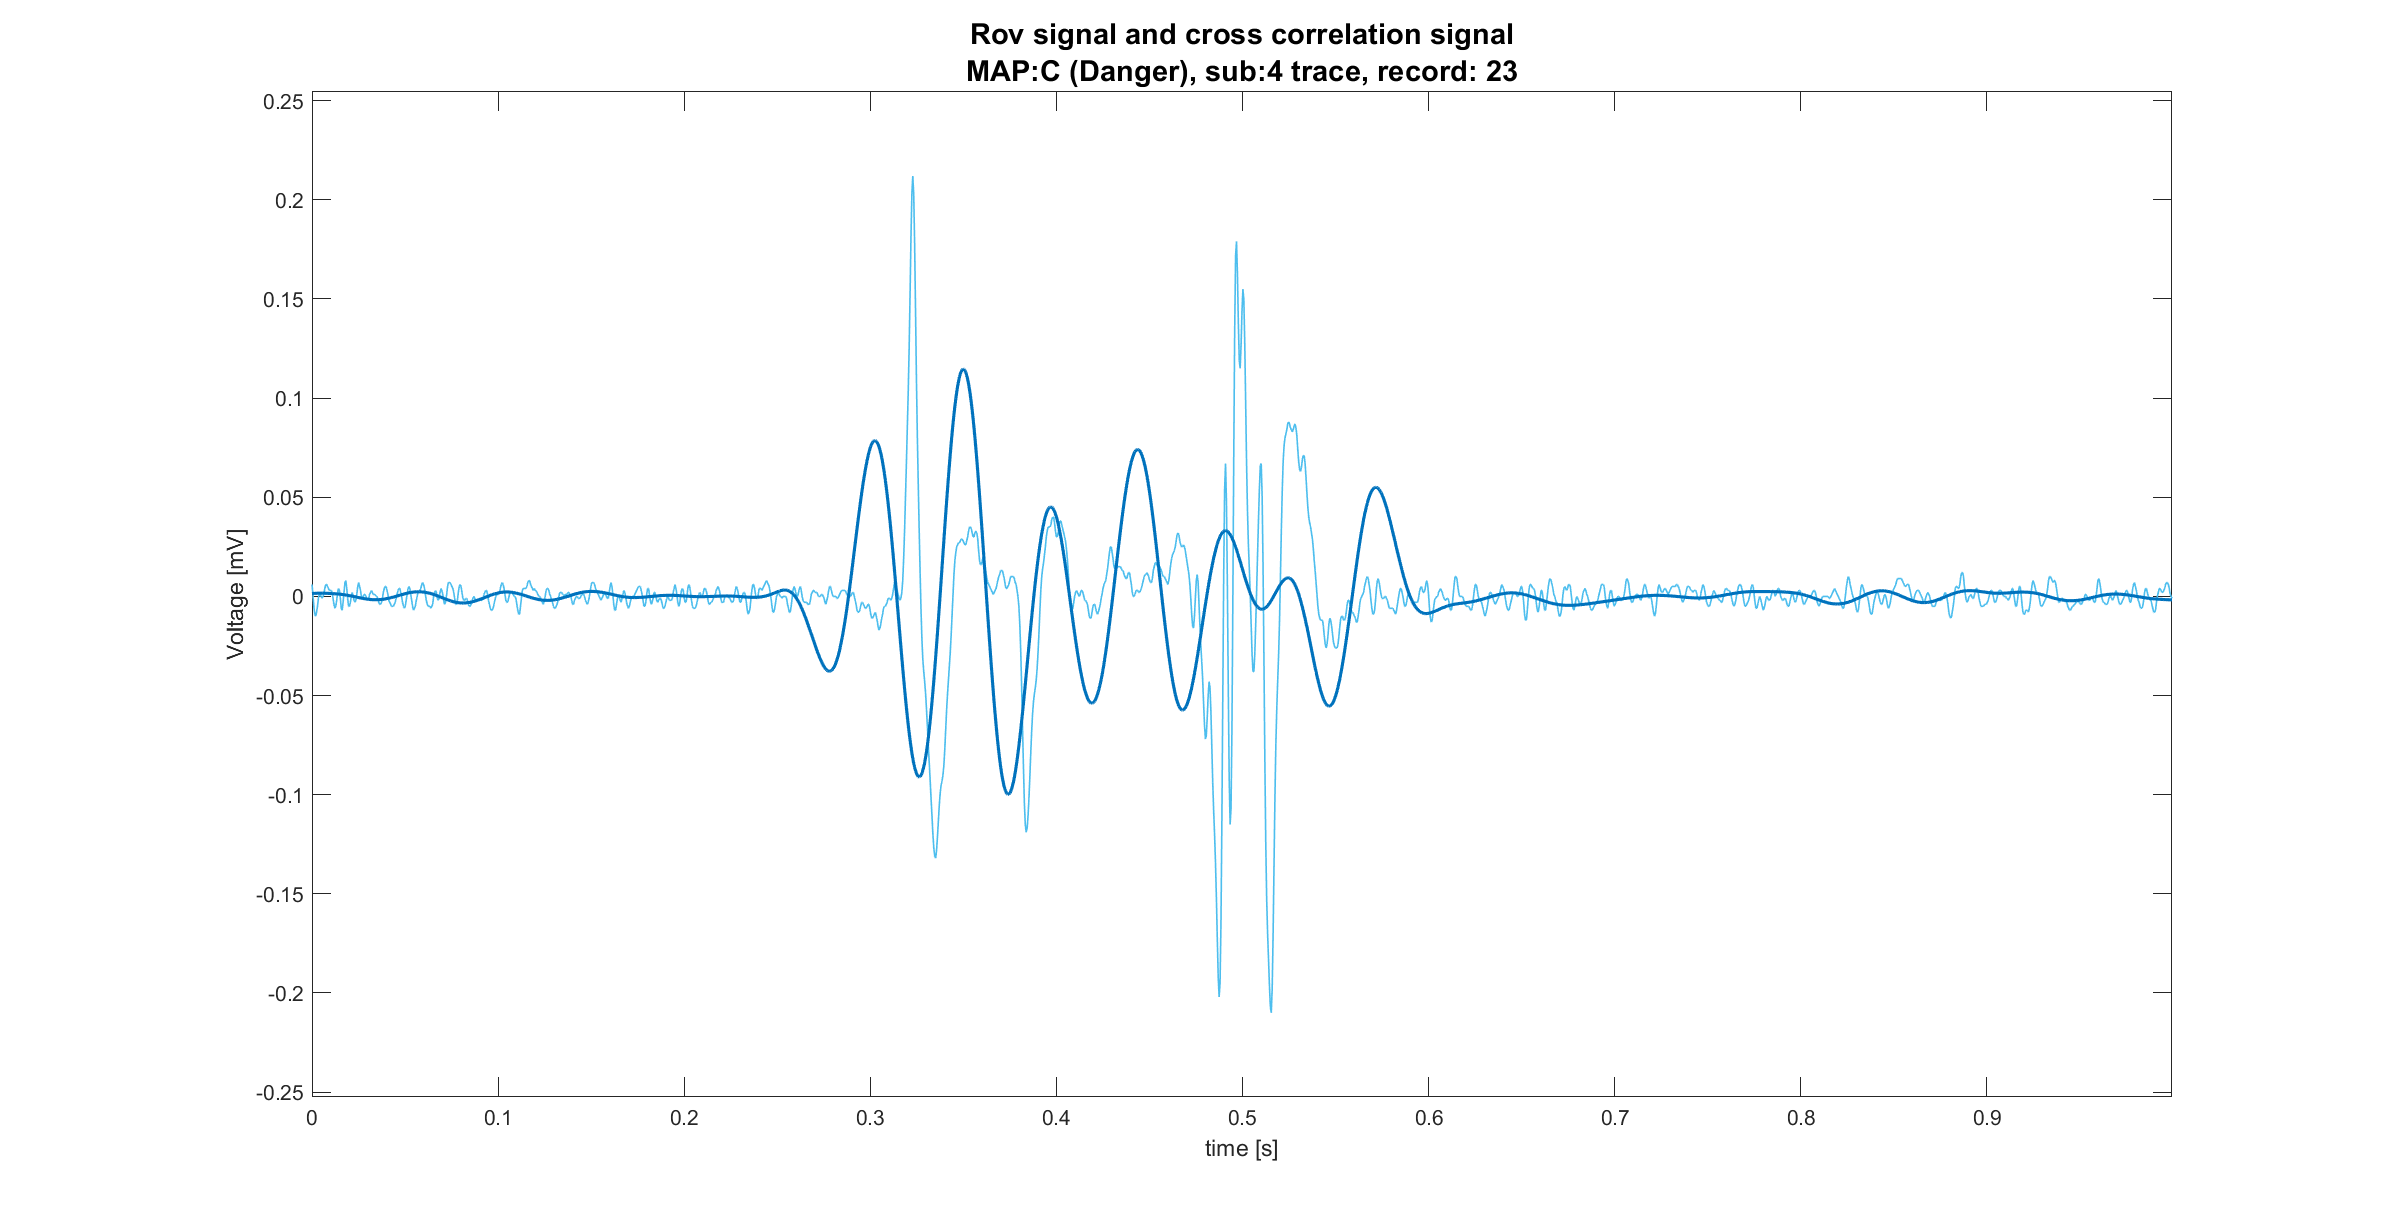 Rov signal and cross correlation signal
MAP:C (Danger), sub:4 trace, record: 23
0.25
0.2
0.15
0.1
0.05
0
-0.05
-0.1
-0.15
-0.2
-0.25
Voltage [mV]
0 0.1 0.2 0.3 0.4 0.5 0.6 0.7 0.8 0.9
time [s]